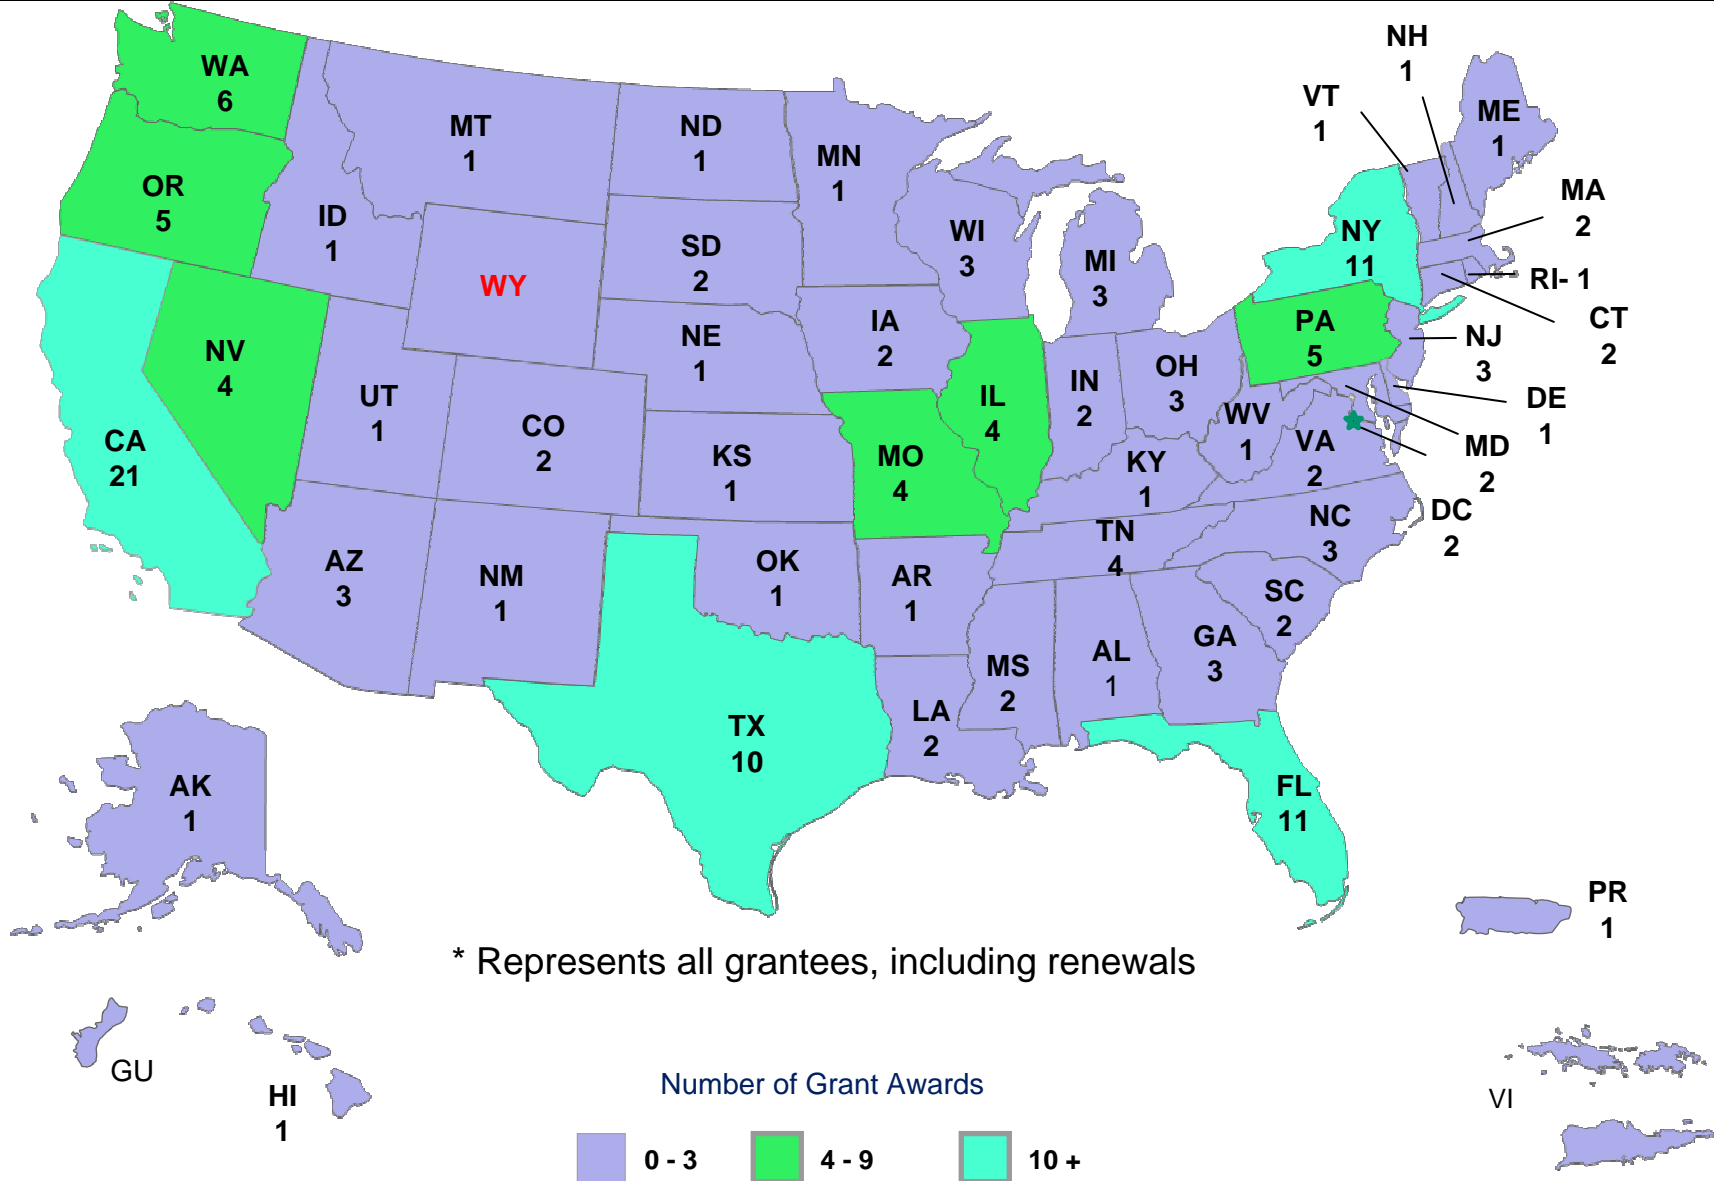 NH
1
VT
1
WA
6
ME
1
MT
1
ND
1
MN
1
OR
5
ID
1
MA
2
WI
3
NY
11
SD
2
MI
3
RI- 1
WY
CT
2
IA
2
PA
5
NJ
3
NE
1
NV
4
OH
3
IN
2
UT
1
IL
4
DE
1
WV
1
CO
2
VA
2
CA
21
MD
2
KS
1
MO
4
KY
1
DC
2
NC
3
TN
4
AZ
3
NM
1
OK
1
AR
1
SC
2
GA
3
AL
1
MS
2
LA
2
TX
10
AK
1
FL
11
PR
1
* Represents all grantees, including renewals
GU
HI
1
VI
Number of Grant Awards
0 - 3
4 - 9
10 +